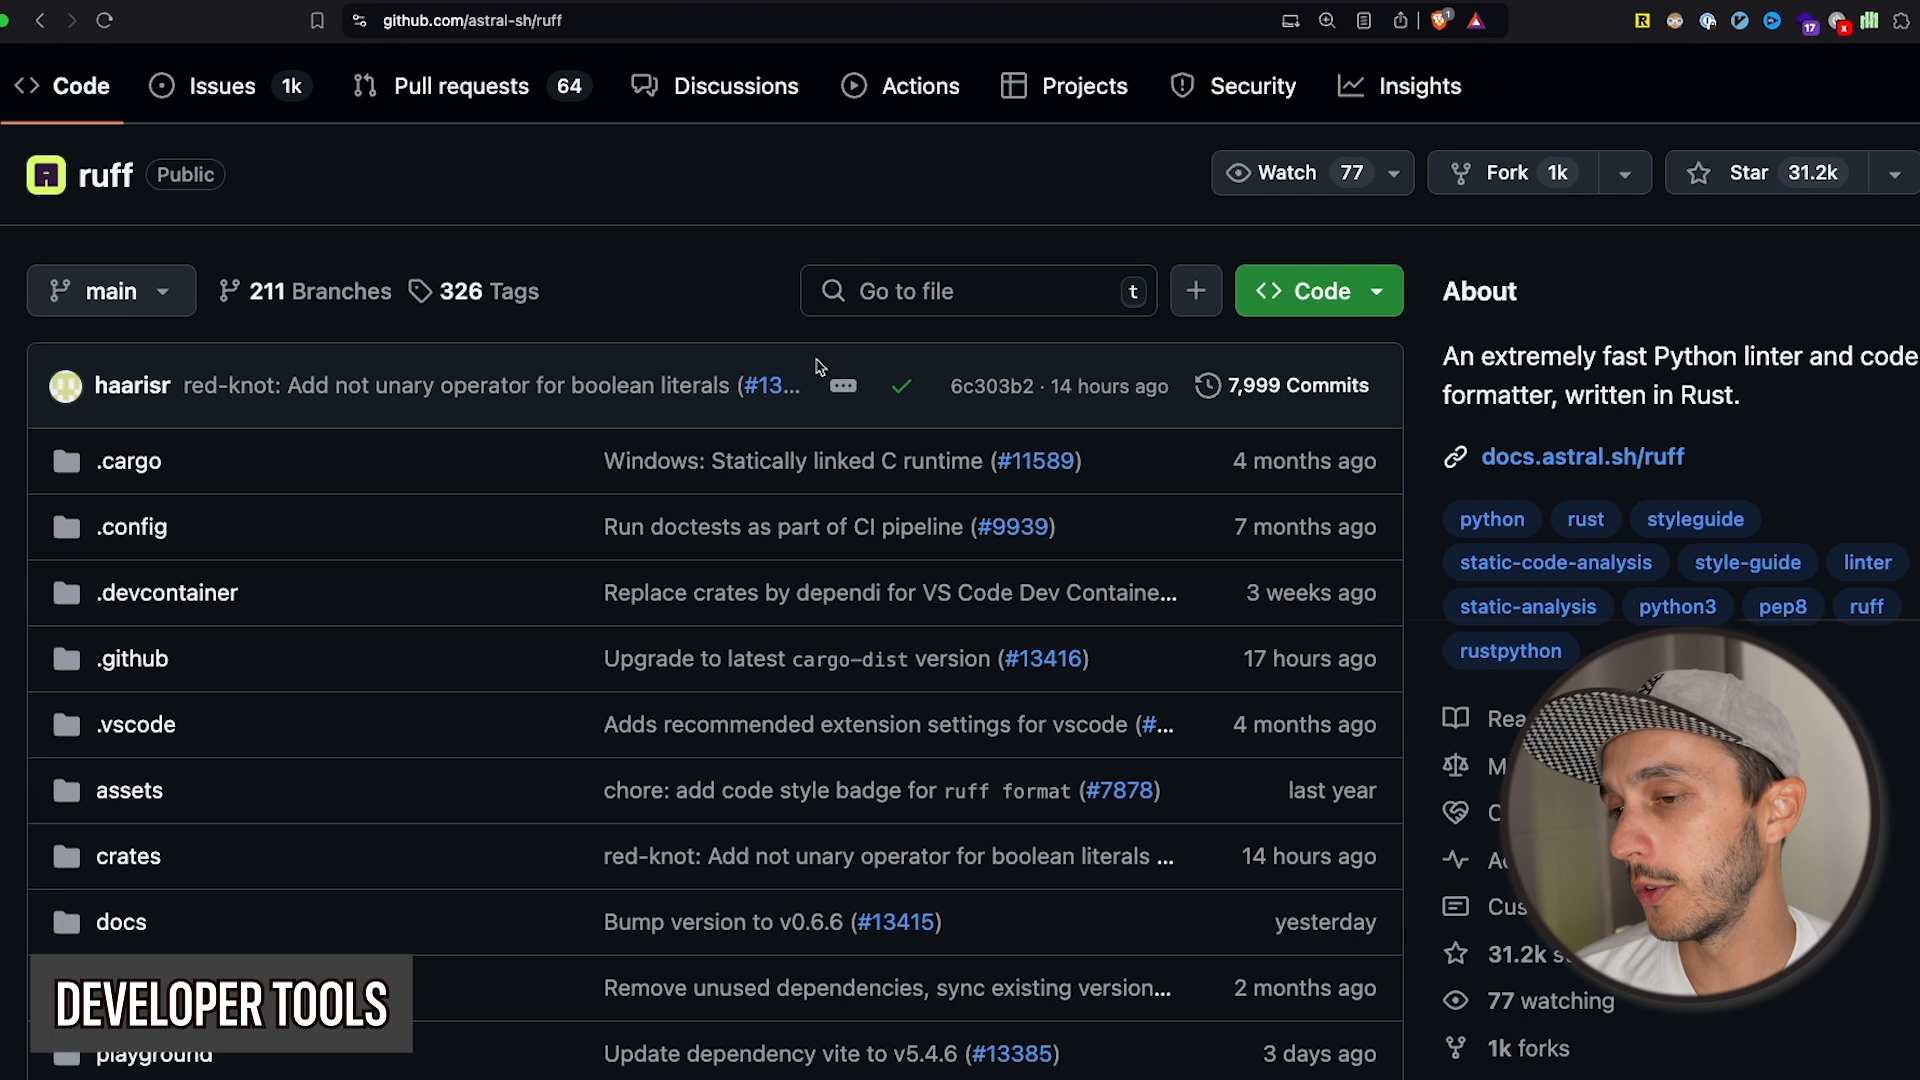 github.com/astral-sh/ruff
1
17
x
Code
Issues 1k
Pull requests 64
Discussions
Actions
Projects
Security
Insights
ruff Public
Watch 77
Fork 1k
Star 31.2k
main
211 Branches
326 Tags
Go to file t
Code
haarisr red-knot: Add not unary operator for boolean literals (#13... 6c303b2 · 14 hours ago 7,999 Commits
.cargo Windows: Statically linked C runtime (#11589) 4 months ago
.config Run doctests as part of CI pipeline (#9939) 7 months ago
.devcontainer Replace crates by dependi for VS Code Dev Containe... 3 weeks ago
.github Upgrade to latest cargo-dist version (#13416) 17 hours ago
.vscode Adds recommended extension settings for vscode (#... 4 months ago
assets chore: add code style badge for ruff format (#7878) last year
crates red-knot: Add not unary operator for boolean literals ... 14 hours ago
docs Bump version to v0.6.6 (#13415) yesterday
Remove unused dependencies, sync existing version... 2 months ago
playground Update dependency vite to v5.4.6 (#13385) 3 days ago
About
An extremely fast Python linter and code
formatter, written in Rust.
docs.astral.sh/ruff
python rust styleguide
static-code-analysis style-guide linter
static-analysis python3 pep8 ruff
rustpython
31.2k
77 watching
1k forks
DEVELOPER TOOLS